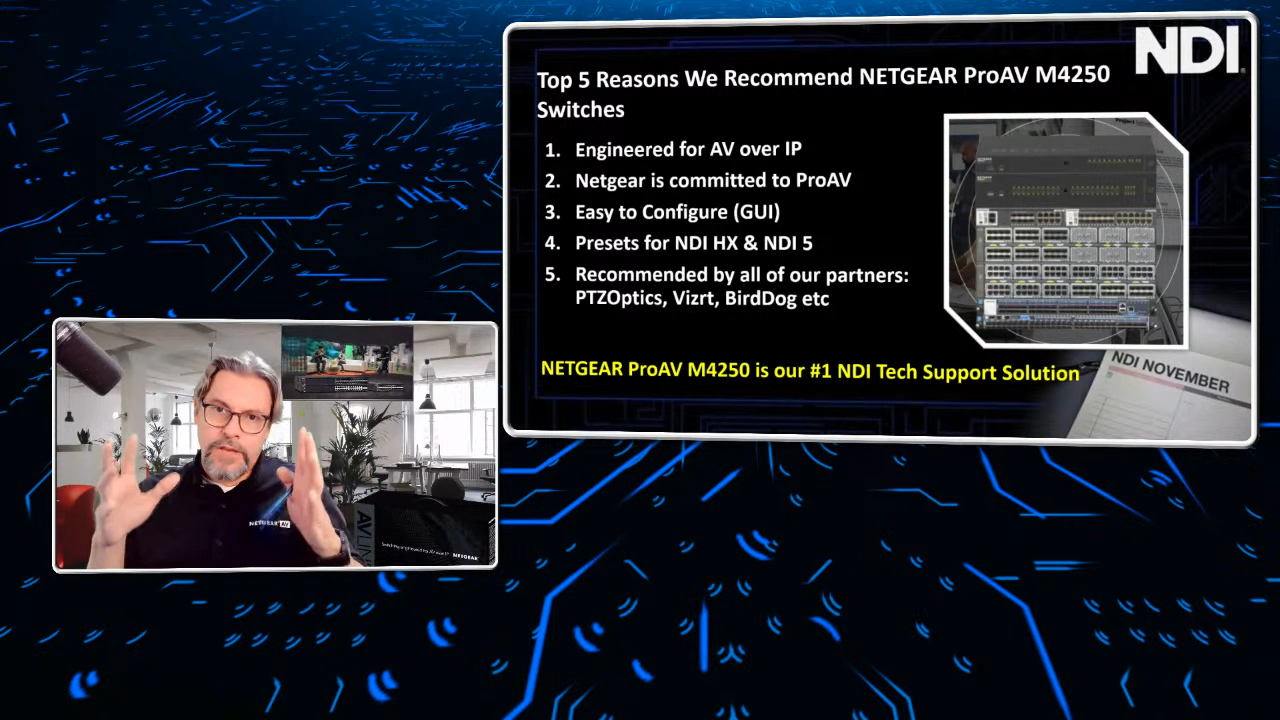 NDI
Top 5 Reasons We Recommend NETGEAR ProAV M4250
Switches
1. Engineered for AV over IP
2. Netgear is committed to ProAV
3. Easy to Configure (GUI)
4. Presets for NDI HX & NDI 5
5. Recommended by all of our partners:
PTZOptics, Vizrt, BirdDog etc
NETGEAR ProAV M4250 is our #1 NDI Tech Support Solution
NDI NOVEMBER
NETGEAR AV
AVLIN
NETGEAR